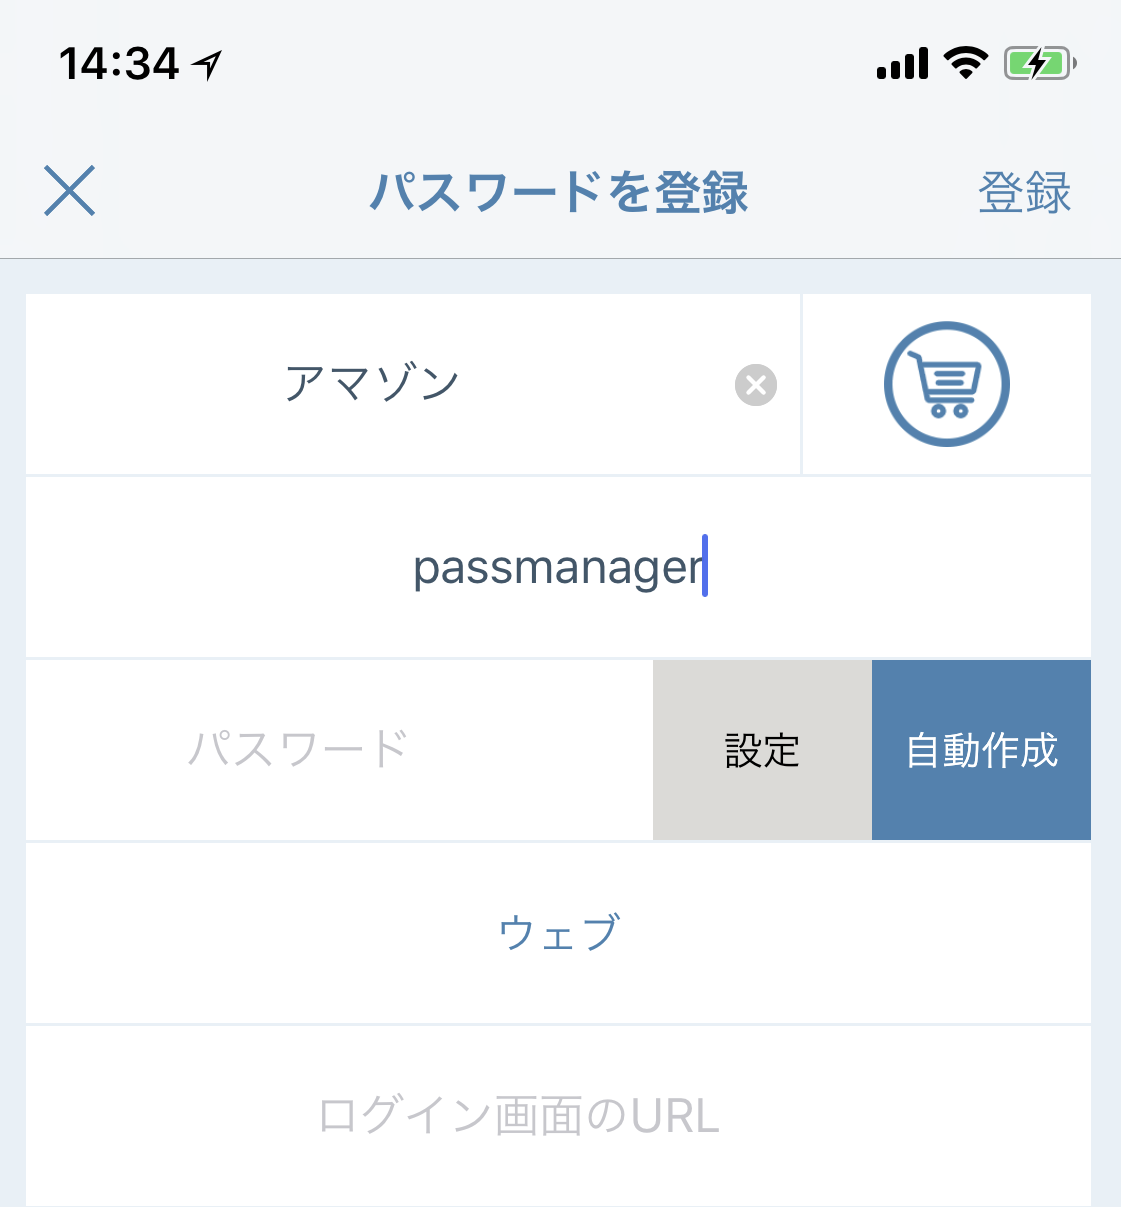 14:34
パスワードを登録 登録
アマゾン
passmanager
パスワード 設定 自動作成
ウェブ
ログイン画面のURL